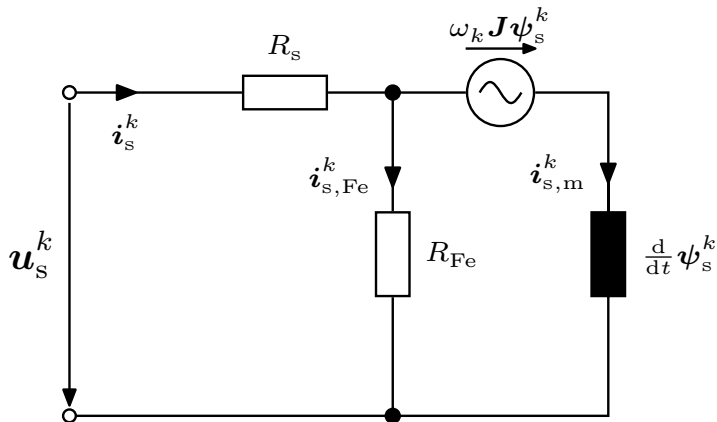 R_s
ω_k J ψ_s^k
i_s^k
i_{s,Fe}^k
i_{s,m}^k
u_s^k
R_Fe
d/dt ψ_s^k